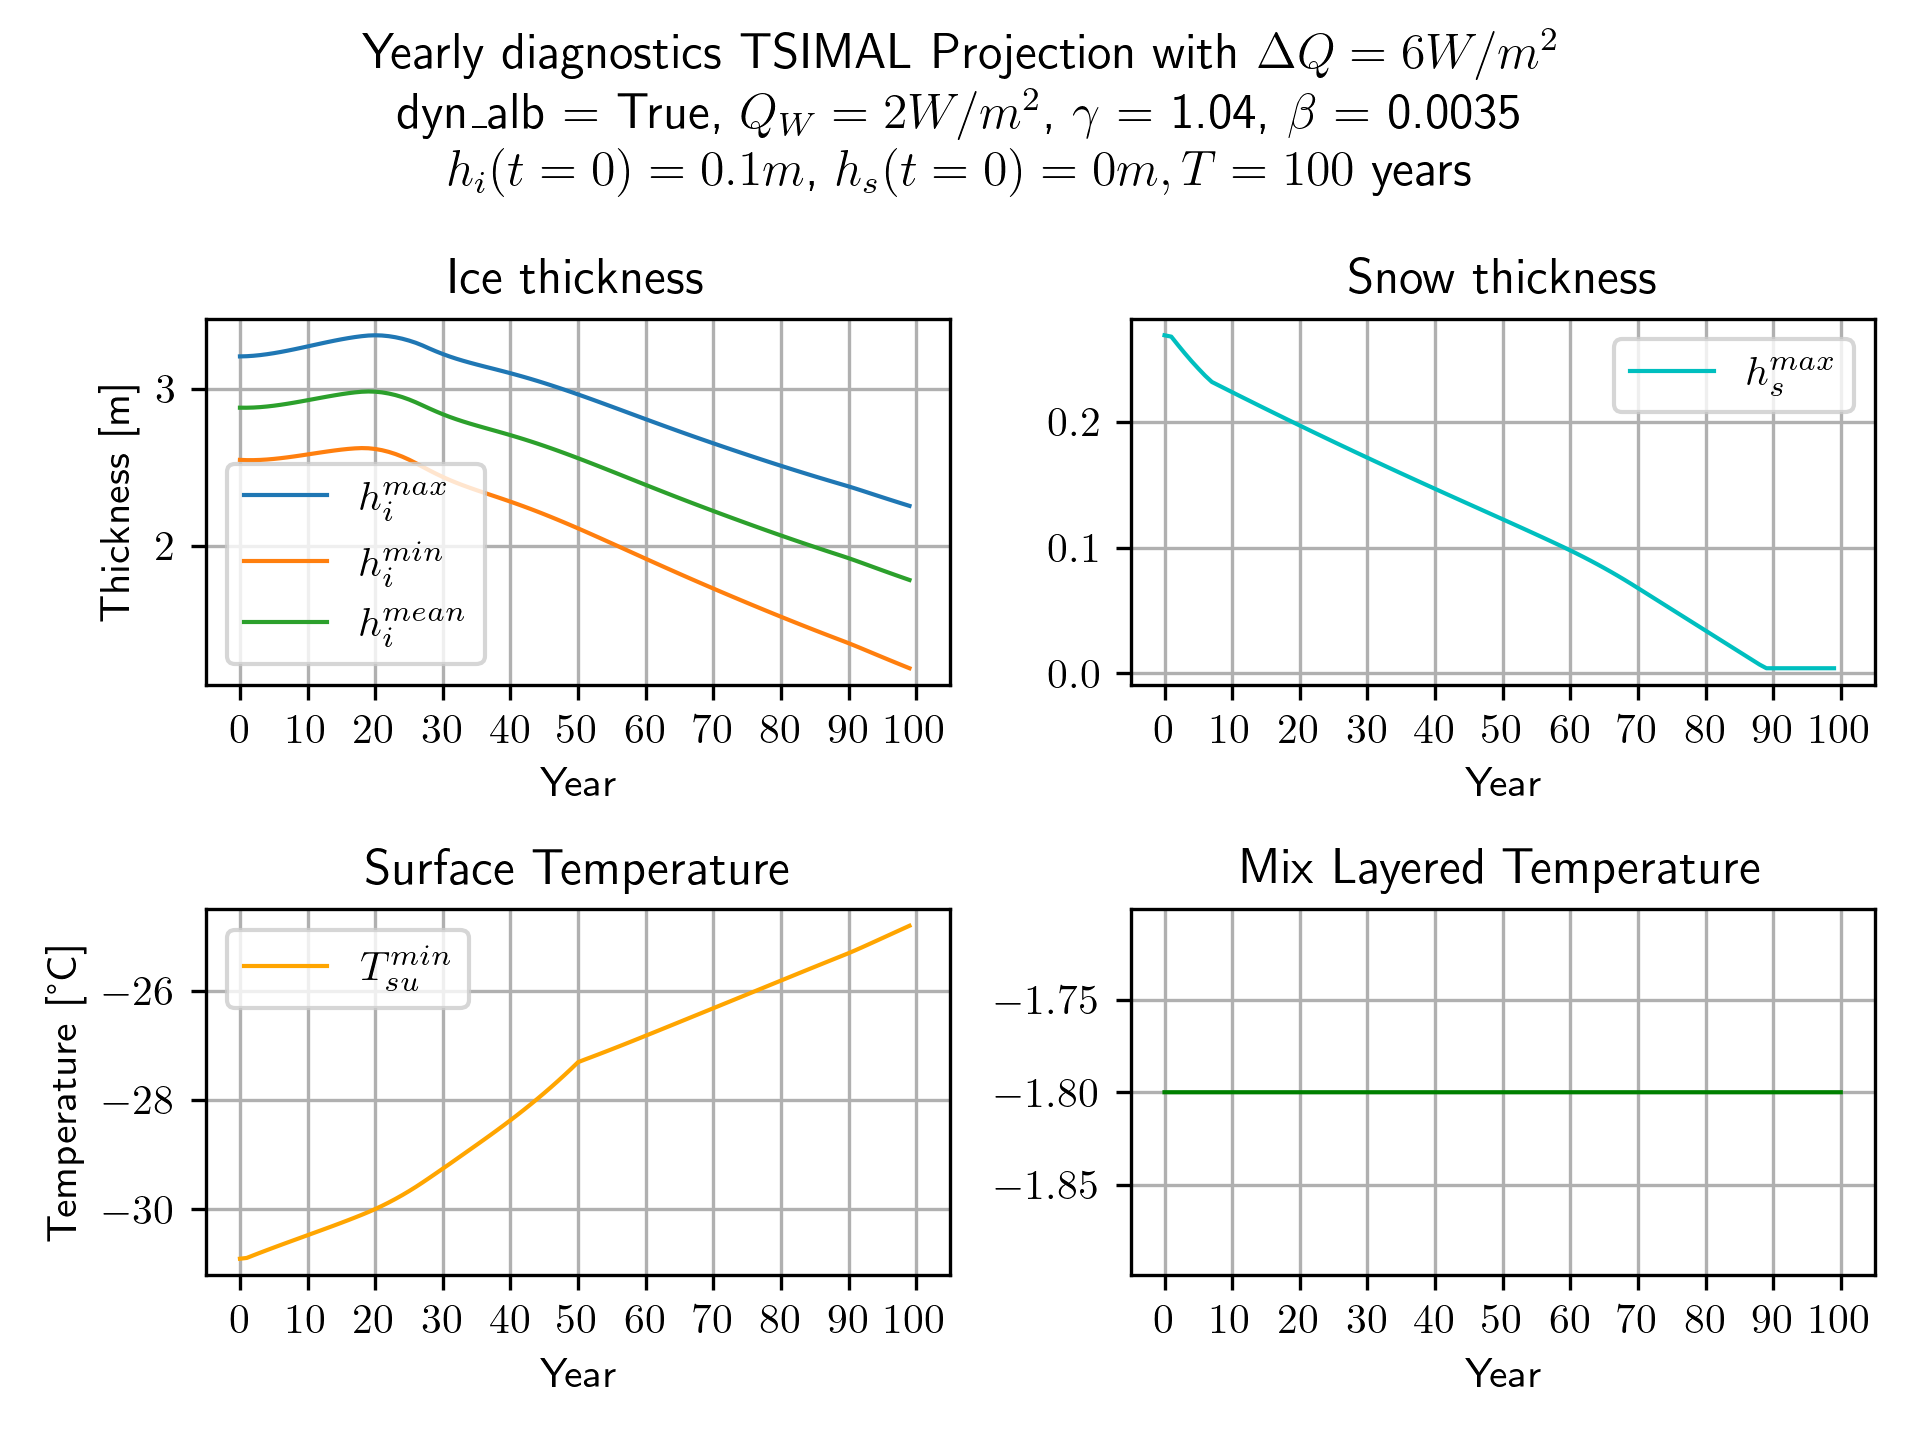 Yearly diagnostics TSIMAL Projection with ΔQ = 6W/m²
dyn_alb = True, Q_W = 2W/m², γ = 1.04, β = 0.0035
h_i(t = 0) = 0.1m, h_s(t = 0) = 0m, T = 100 years
Ice thickness
Thickness [m]
3
2
h_i^{max}
h_i^{min}
h_i^{mean}
0 10 20 30 40 50 60 70 80 90 100
Year
Snow thickness
h_s^{max}
0.2
0.1
0.0
0 10 20 30 40 50 60 70 80 90 100
Year
Surface Temperature
Temperature [°C]
T_{su}^{min}
−26
−28
−30
0 10 20 30 40 50 60 70 80 90 100
Year
Mix Layered Temperature
−1.75
−1.80
−1.85
0 10 20 30 40 50 60 70 80 90 100
Year